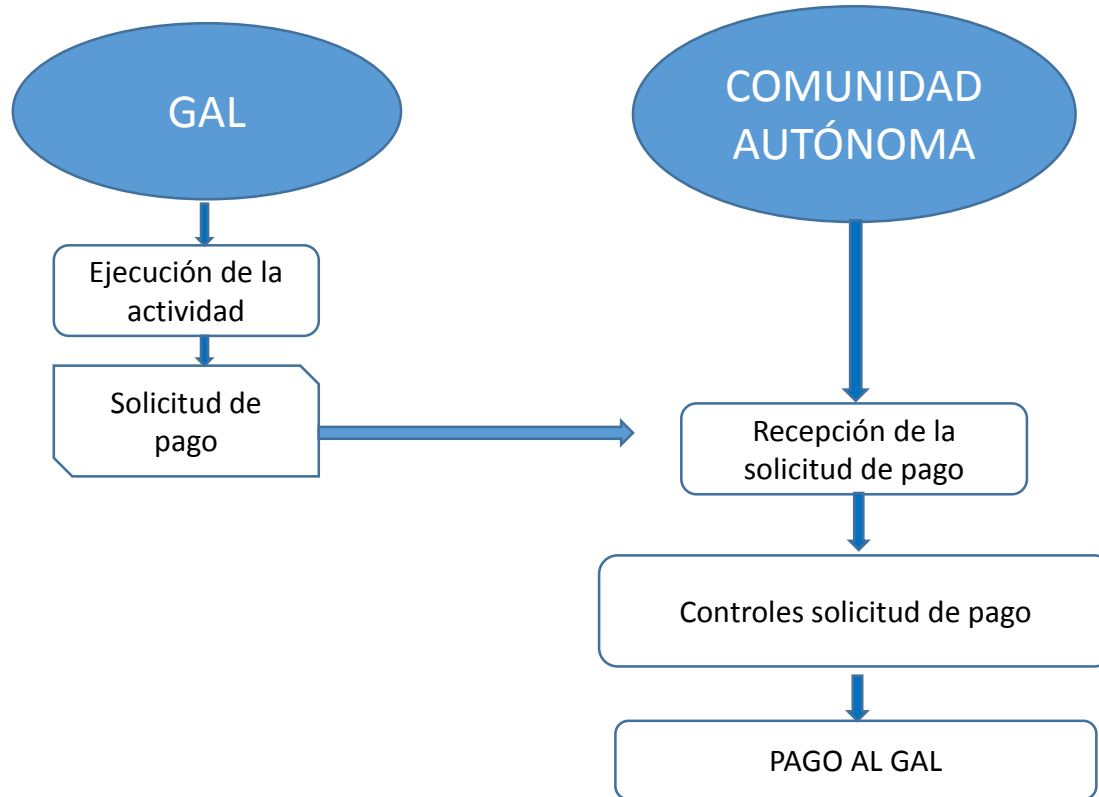 GAL
Ejecución de la
actividad
Solicitud de
pago
COMUNIDAD
AUTÓNOMA
Recepción de la
solicitud de pago
Controles solicitud de pago
PAGO AL GAL